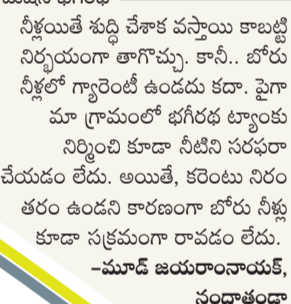 నీళ్లయితే శుద్ధి చేశాక వస్తాయి కాబట్టి
నిర్భయంగా తాగొచ్చు. కానీ.. బోరు
నీళ్లలో గ్యారెంటీ ఉండదు కదా. పైగా
మా గ్రామంలో భగీరథ ట్యాంకు
నిర్మించి కూడా నీటిని సరఫరా
చేయడం లేదు. అయితే, కరెంటు నిరం
తరం ఉండని కారణంగా బోరు నీళ్లు
కూడా సక్రమంగా రావడం లేదు.
–మూడ్ జయరాంనాయక్,
నందాతండా